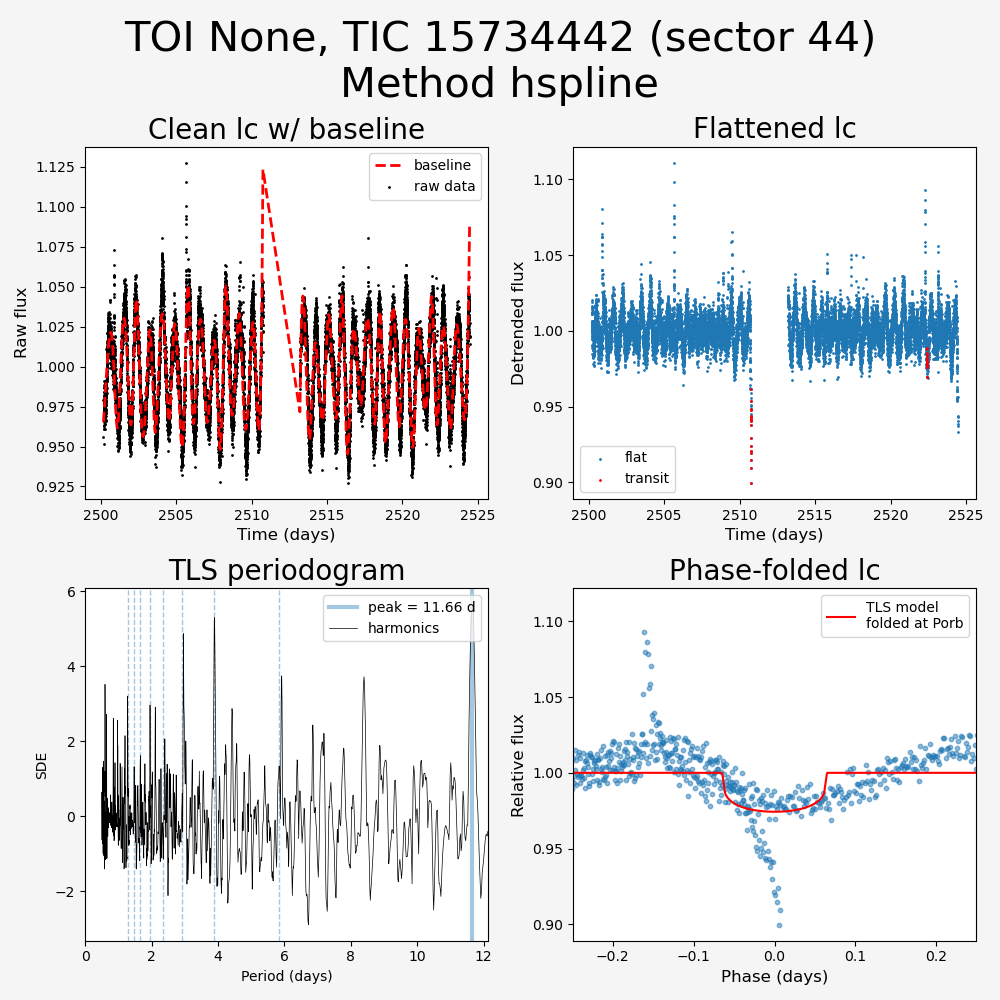 TOI None, TIC 15734442 (sector 44)
Method hspline
Clean lc w/ baseline
Raw flux
1.125
1.100
1.075
1.050
1.025
1.000
0.975
0.950
0.925
baseline
raw data
2500
2505
2510
2515
2520
2525
Time (days)
Flattened lc
Detrended flux
1.10
1.05
1.00
0.95
0.90
flat
transit
2500
2505
2510
2515
2520
2525
Time (days)
TLS periodogram
SDE
6
4
2
0
−2
peak = 11.66 d
harmonics
0
2
4
6
8
10
12
Period (days)
Phase-folded lc
Relative flux
1.10
1.05
1.00
0.95
0.90
TLS model
folded at Porb
−0.2
−0.1
0.0
0.1
0.2
Phase (days)